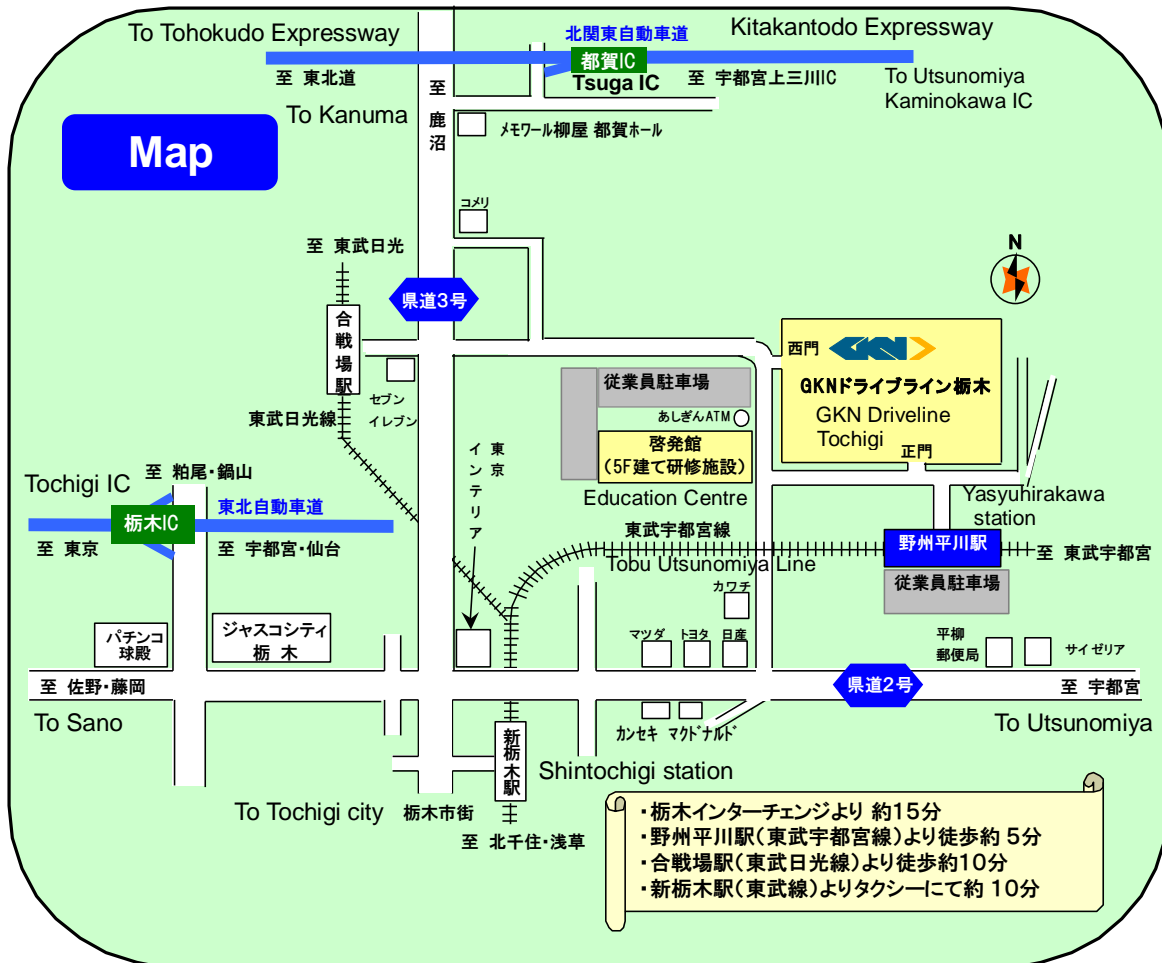 To Tohokudo Expressway
北関東自動車道
Kitakantodo Expressway
都賀IC
至 東北道
Tsuga IC
至 宇都宮上三川IC
To Utsunomiya
Kaminokawa IC
To Kanuma
至 鹿沼
メモワール柳屋 都賀ホール
Map
コメリ
至 東武日光
N
県道3号
合戦場駅
西門
GKN
従業員駐車場
GKNドライブライン栃木
セブン
イレブン
あしぎんATM
GKN Driveline
Tochigi
東武日光線
東京
インテリア
啓発館
(5F建て研修施設)
正門
至 粕尾・鍋山
Tochigi IC
Education Centre
Yasyuhirakawa
station
東北自動車道
栃木IC
東武宇都宮線
野州平川駅
至 東京
至 宇都宮・仙台
至 東武宇都宮
Tobu Utsunomiya Line
カワチ
従業員駐車場
パチンコ
球殿
ジャスコシティ
栃 木
マツダ
トヨタ
日産
平柳
郵便局
サイゼリア
至 佐野・藤岡
県道2号
至 宇都宮
To Sano
To Utsunomiya
カンセキ
マクドナルド
新栃木駅
Shintochigi station
To Tochigi city
栃木市街
至 北千住・浅草
・栃木インターチェンジより 約15分
・野州平川駅(東武宇都宮線)より徒歩約 5分
・合戦場駅(東武日光線)より徒歩約10分
・新栃木駅(東武線)よりタクシーにて約 10分